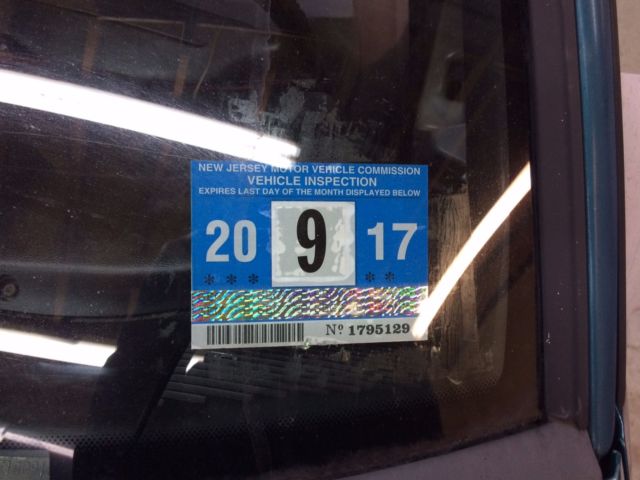 NEW JERSEY MOTOR VEHICLE COMMISSION
VEHICLE INSPECTION
EXPIRES LAST DAY OF THE MONTH DISPLAYED BELOW
20 9 17
* * * * *
Nº 1795129